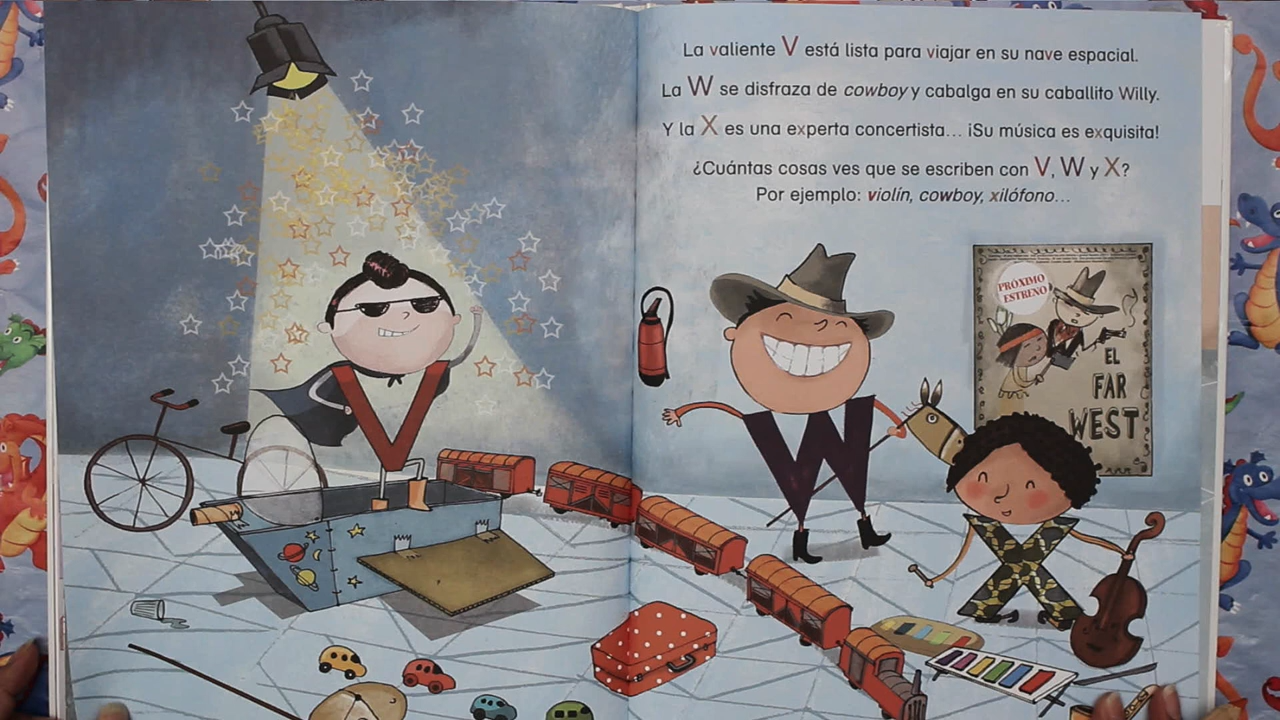 La valiente V está lista para viajar en su nave espacial.
La W se disfraza de cowboy y cabalga en su caballito Willy.
Y la X es una experta concertista... ¡Su música es exquisita!
¿Cuántas cosas ves que se escriben con V, W y X?
Por ejemplo: violín, cowboy, xilófono...
PRÓXIMO
ESTRENO
EL
FAR
WEST
V
W
X